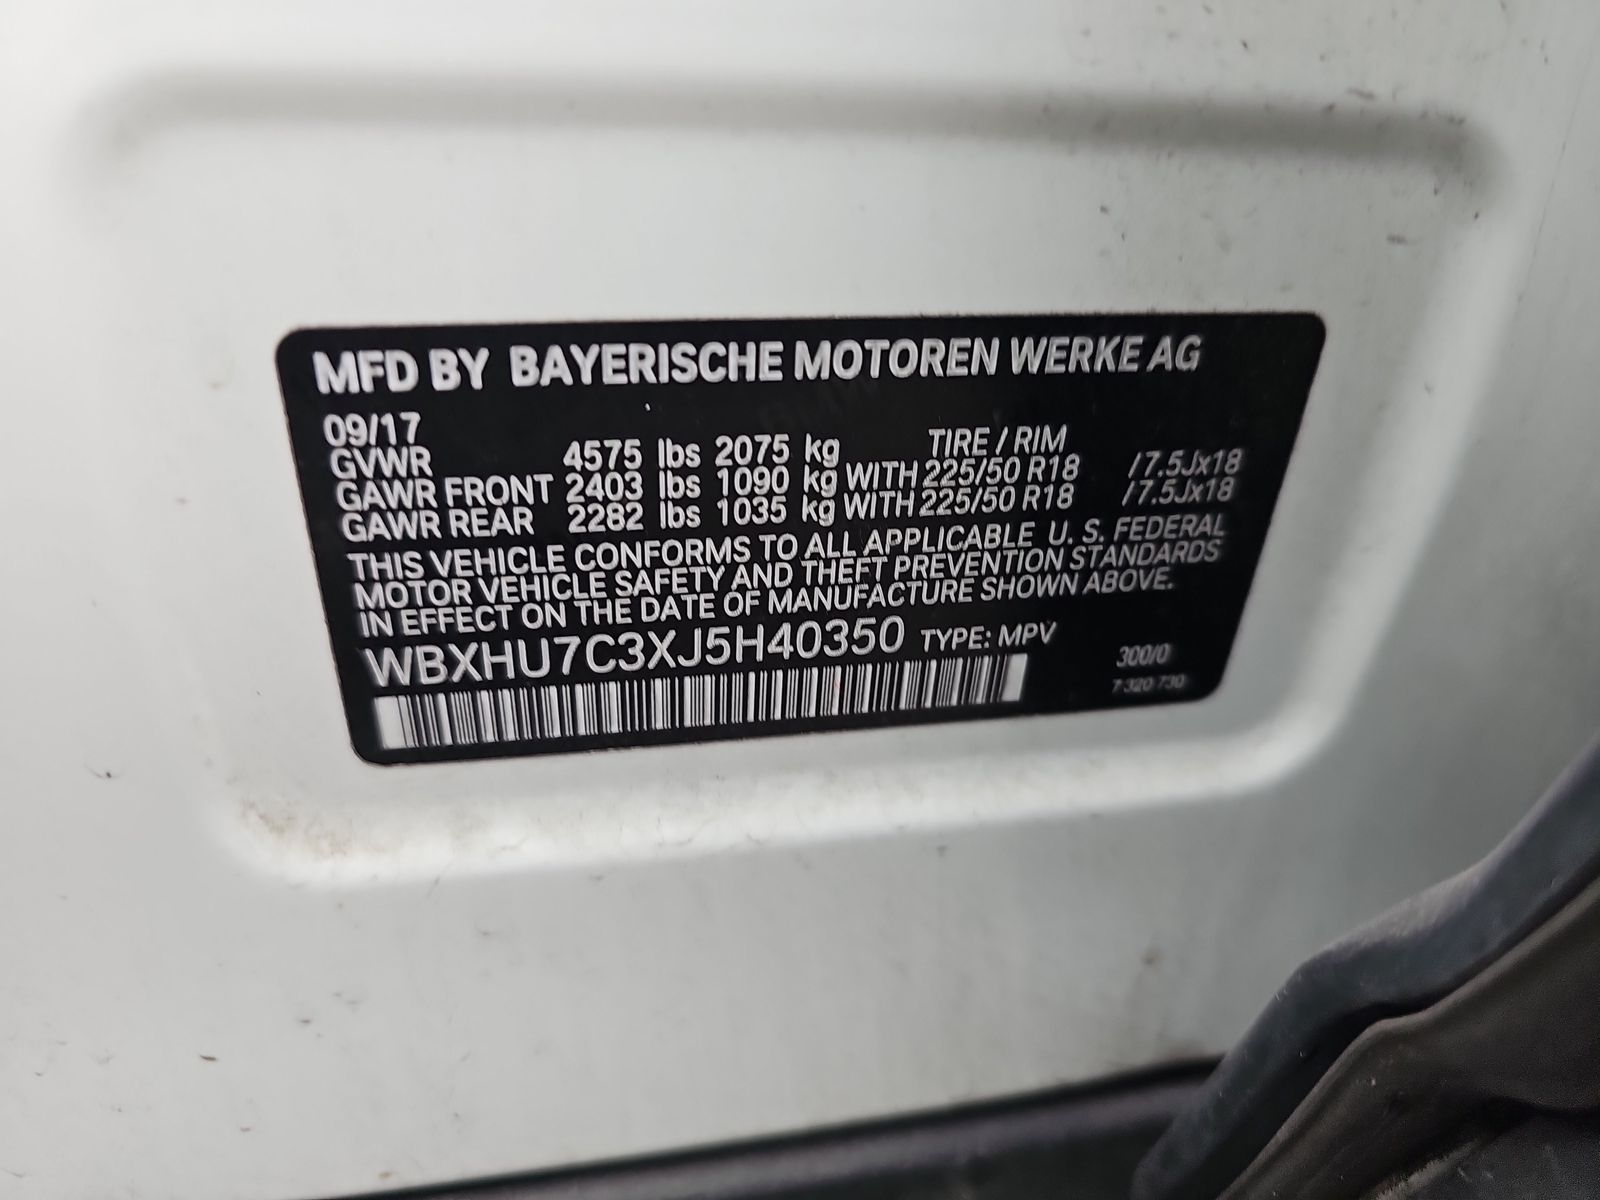 MFD BY BAYERISCHE MOTOREN WERKE AG
09/17
GVWR 4575 lbs 2075 kg TIRE / RIM
GAWR FRONT 2403 lbs 1090 kg WITH 225/50 R18 /7.5Jx18
GAWR REAR 2282 lbs 1035 kg WITH 225/50 R18 /7.5Jx18
THIS VEHICLE CONFORMS TO ALL APPLICABLE U. S. FEDERAL
MOTOR VEHICLE SAFETY AND THEFT PREVENTION STANDARDS
IN EFFECT ON THE DATE OF MANUFACTURE SHOWN ABOVE.
WBXHU7C3XJ5H40350 TYPE: MPV
300/0
7 320 730